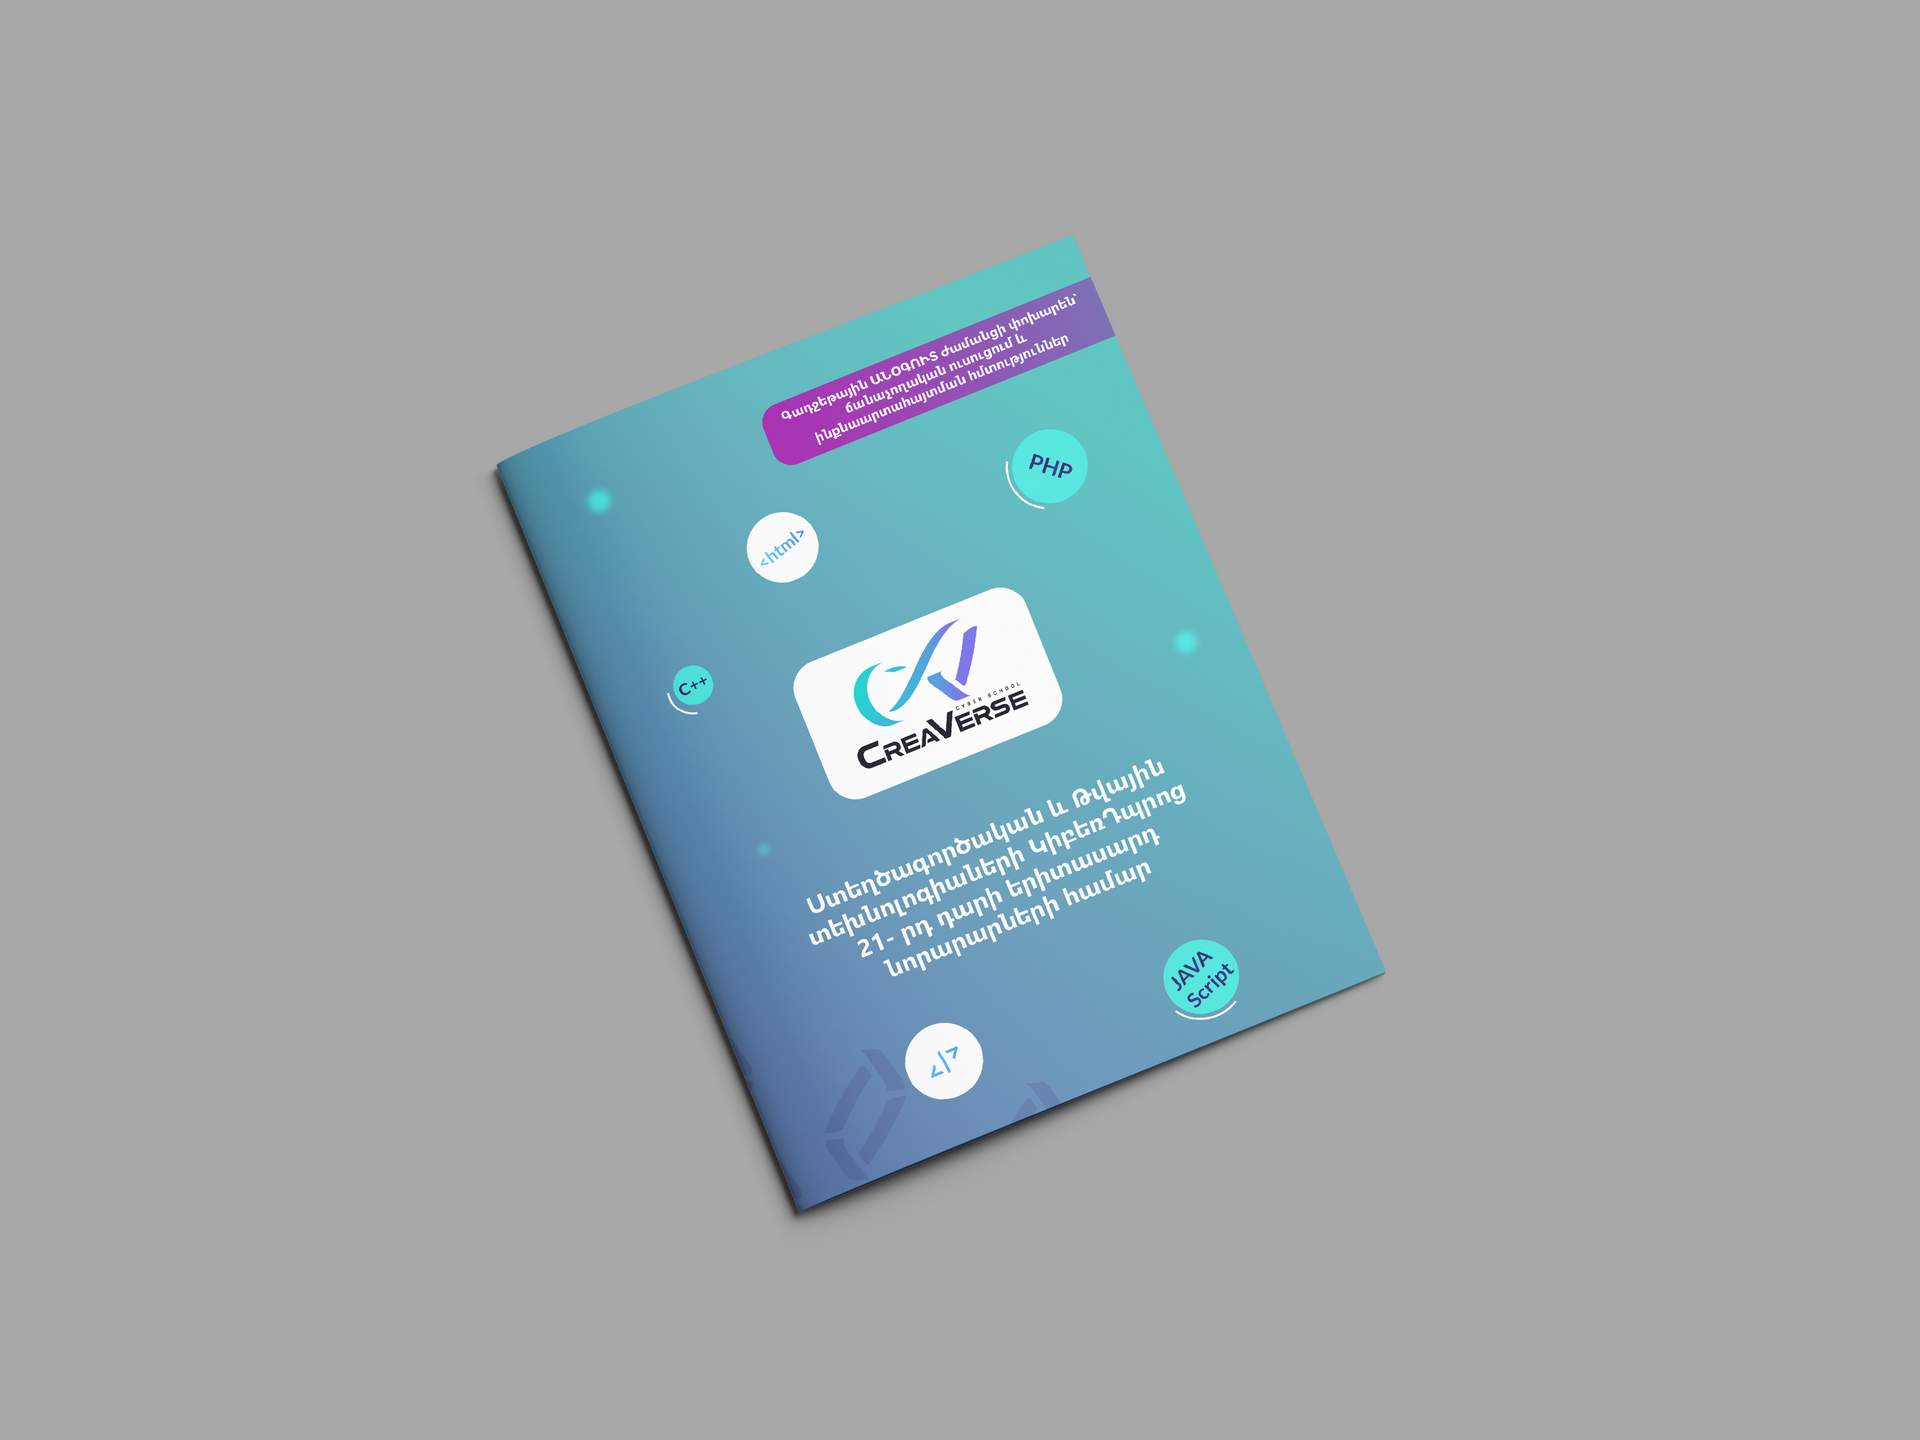 Գաղջեթային ԱՆՕԳՈՒՏ ժամանցի փոխարեն՝
ճանաչողական ուսուցում և
ինքնաարտահայտման հմտություններ
PHP
<html>
C++
CYBER SCHOOL
CREAVERSE
Ստեղծագործական և Թվային
տեխնոլոգիաների ԿիբեռԴպրոց
21- րդ դարի երիտասարդ
նորարարների համար
JAVA
Script
<|>